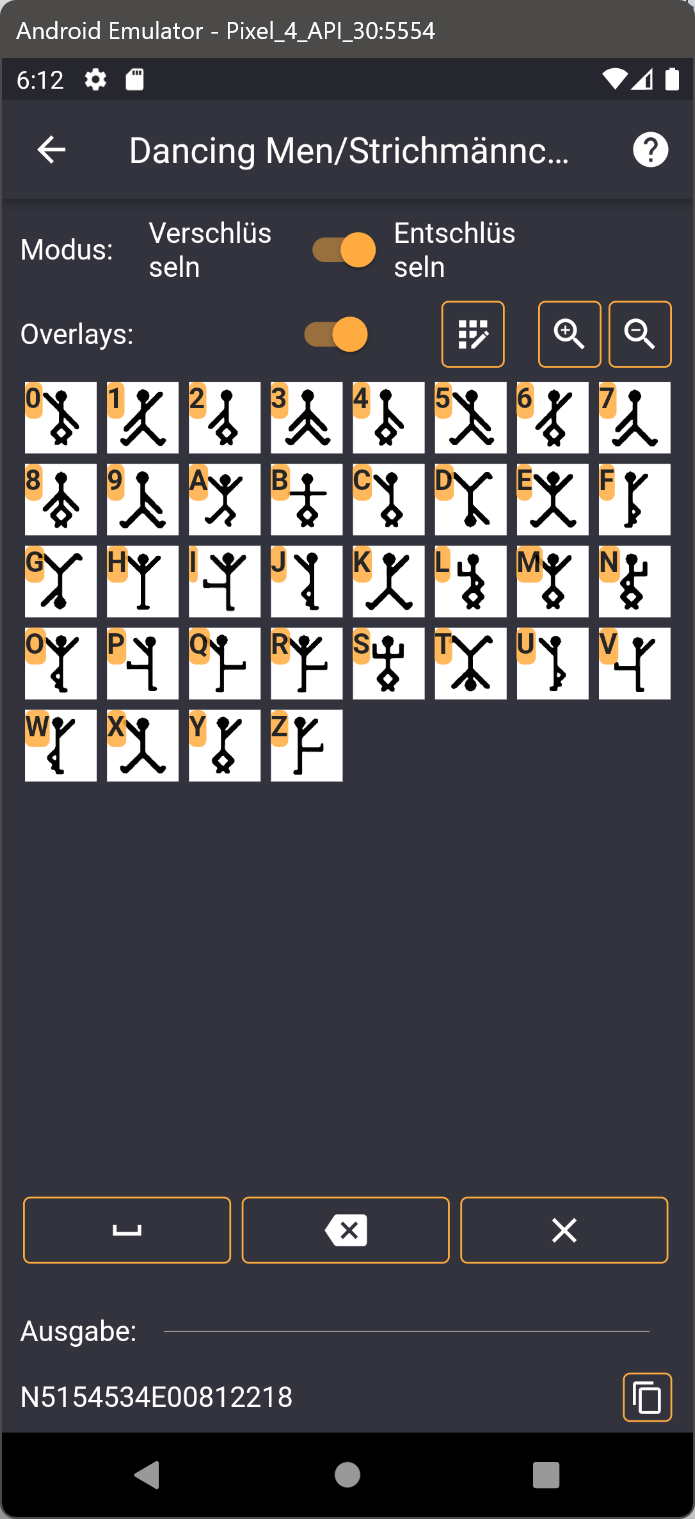 Android Emulator - Pixel_4_API_30:5554
6:12
Dancing Men/Strichmännc...
Modus: Verschlüs Entschlüs
seln seln
Overlays:
0 1 2 3 4 5 6 7
8 9 A B C D E F
G H I J K L M N
O P Q R S T U V
W X Y Z
Ausgabe:
N5154534E00812218